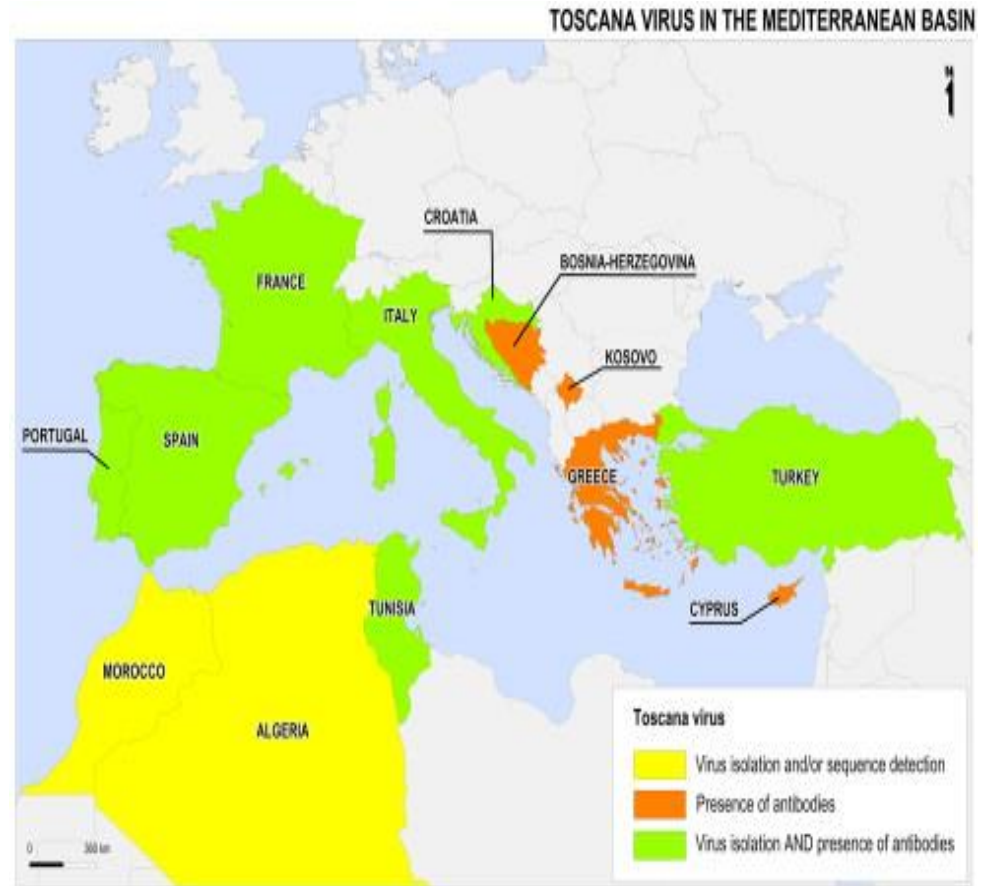 TOSCANA VIRUS IN THE MEDITERRANEAN BASIN
N
CROATIA
BOSNIA-HERZEGOVINA
FRANCE
ITALY
KOSOVO
PORTUGAL
SPAIN
GREECE
TURKEY
TUNISIA
CYPRUS
MOROCCO
ALGERIA
Toscana virus
Virus isolation and/or sequence detection
Presence of antibodies
Virus isolation AND presence of antibodies
0